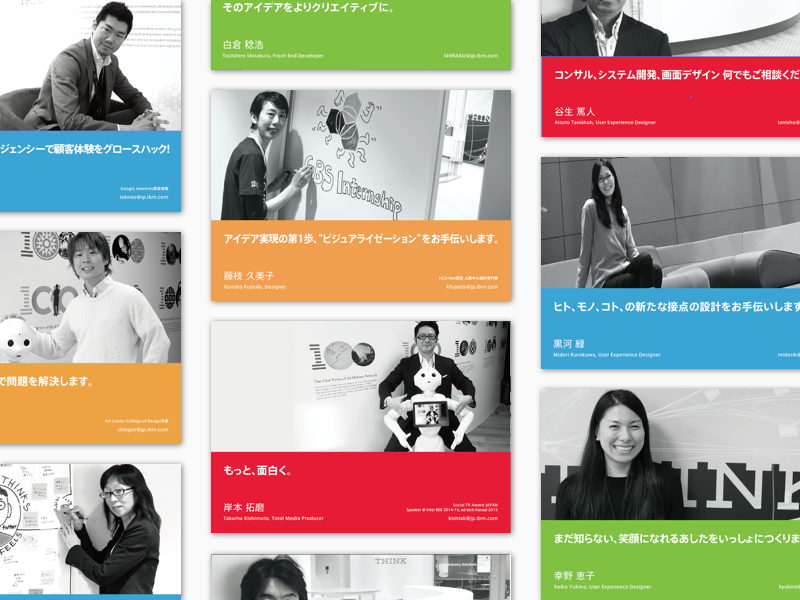 ジェンシーで顧客体験をグロースハック!
Google Adwords認定資格
taknao@jp.ibm.com
で問題を解決します。
Art Center College of Design卒業
shingos@jp.ibm.com
THINKS
FEELS
そのアイデアをよりクリエイティブに。
白倉 稔浩
Toshihiro Shirakura, Front End Developer
SHIRAKU@jp.ibm.com
GBS Internship
アイデア実現の第1歩、“ビジュアライゼーション”をお手伝いします。
藤枝 久美子
Kumiko Fujieda, Designer
HCD-Net認定 人間中心設計専門家
kfujieda@jp.ibm.com
100
もっと、面白く。
岸本 拓磨
Takuma Kishimoto, Total Media Producer
Social TV Award JAPAN
Speaker @ Inter BEE 2014-15, ad:tech Kansai 2015
kishitak@jp.ibm.com
THINK
コンサル、システム開発、画面デザイン 何でもご相談くだ
谷生 篤人
Atsuto Tanishoh, User Experience Designer
tanisho@
ヒト、モノ、コト、の新たな接点の設計をお手伝いします
黒河 緑
Midori Kurokawa, User Experience Designer
midorik@
THINK
まだ知らない、笑顔になれるあしたをいっしょにつくりま
幸野 恵子
Keiko Yukino, User Experience Designer
kyukino@